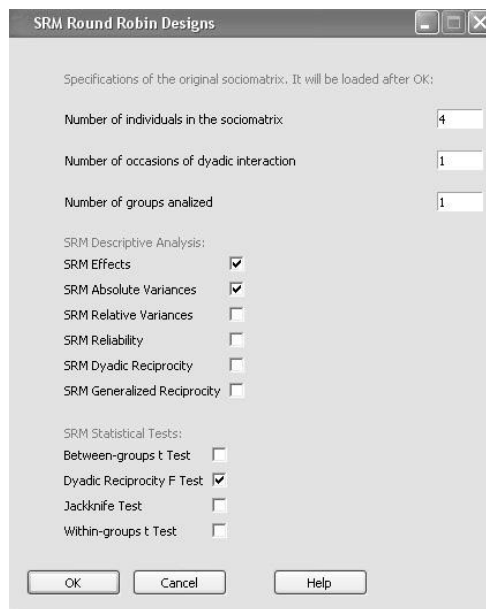 SRM Round Robin Designs
Specifications of the original sociomatrix. It will be loaded after OK:
Number of individuals in the sociomatrix 4
Number of occasions of dyadic interaction 1
Number of groups analized 1
SRM Descriptive Analysis:
SRM Effects
SRM Absolute Variances
SRM Relative Variances
SRM Reliability
SRM Dyadic Reciprocity
SRM Generalized Reciprocity
SRM Statistical Tests:
Between-groups t Test
Dyadic Reciprocity F Test
Jackknife Test
Within-groups t Test
OK Cancel Help